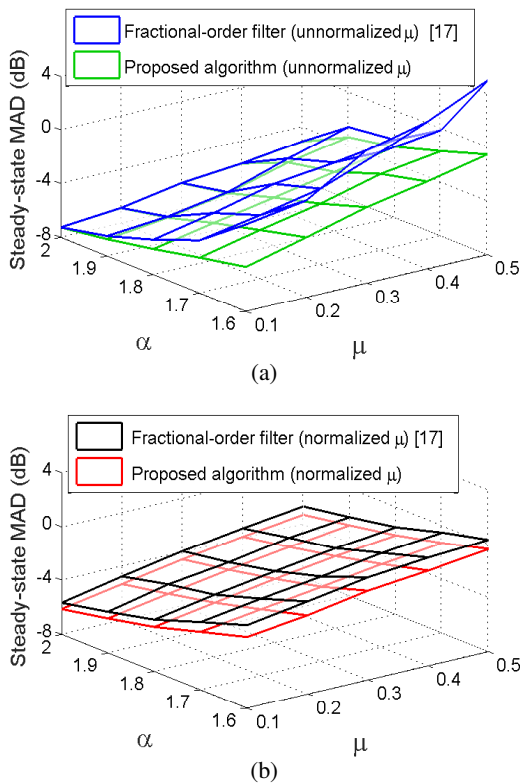 Fractional-order filter (unnormalized μ) [17]
Proposed algorithm (unnormalized μ)
Steady-state MAD (dB)
4
0
-4
-8
2
1.9
1.8
1.7
1.6
α
0.1
0.2
0.3
0.4
0.5
μ
(a)
Fractional-order filter (normalized μ) [17]
Proposed algorithm (normalized μ)
Steady-state MAD (dB)
4
0
-4
-8
2
1.9
1.8
1.7
1.6
α
0.1
0.2
0.3
0.4
0.5
μ
(b)